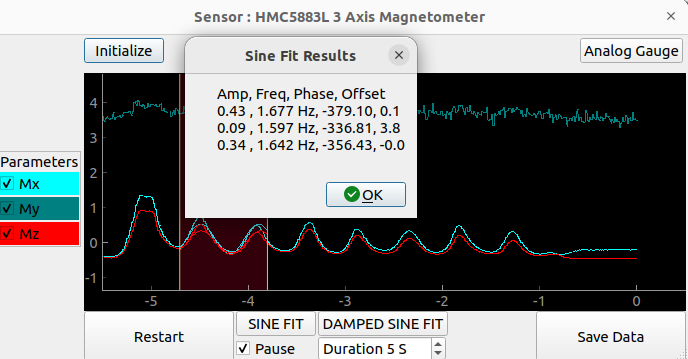 Sensor : HMC5883L 3 Axis Magnetometer
Initialize
Analog Gauge
Sine Fit Results
Amp, Freq, Phase, Offset
0.43 , 1.677 Hz, -379.10, 0.1
0.09 , 1.597 Hz, -336.81, 3.8
0.34 , 1.642 Hz, -356.43, -0.0
OK
Parameters
Mx
My
Mz
4
3
2
1
0
-1
-5
-4
-3
-2
-1
0
Restart
SINE FIT
DAMPED SINE FIT
Save Data
Pause
Duration 5 S